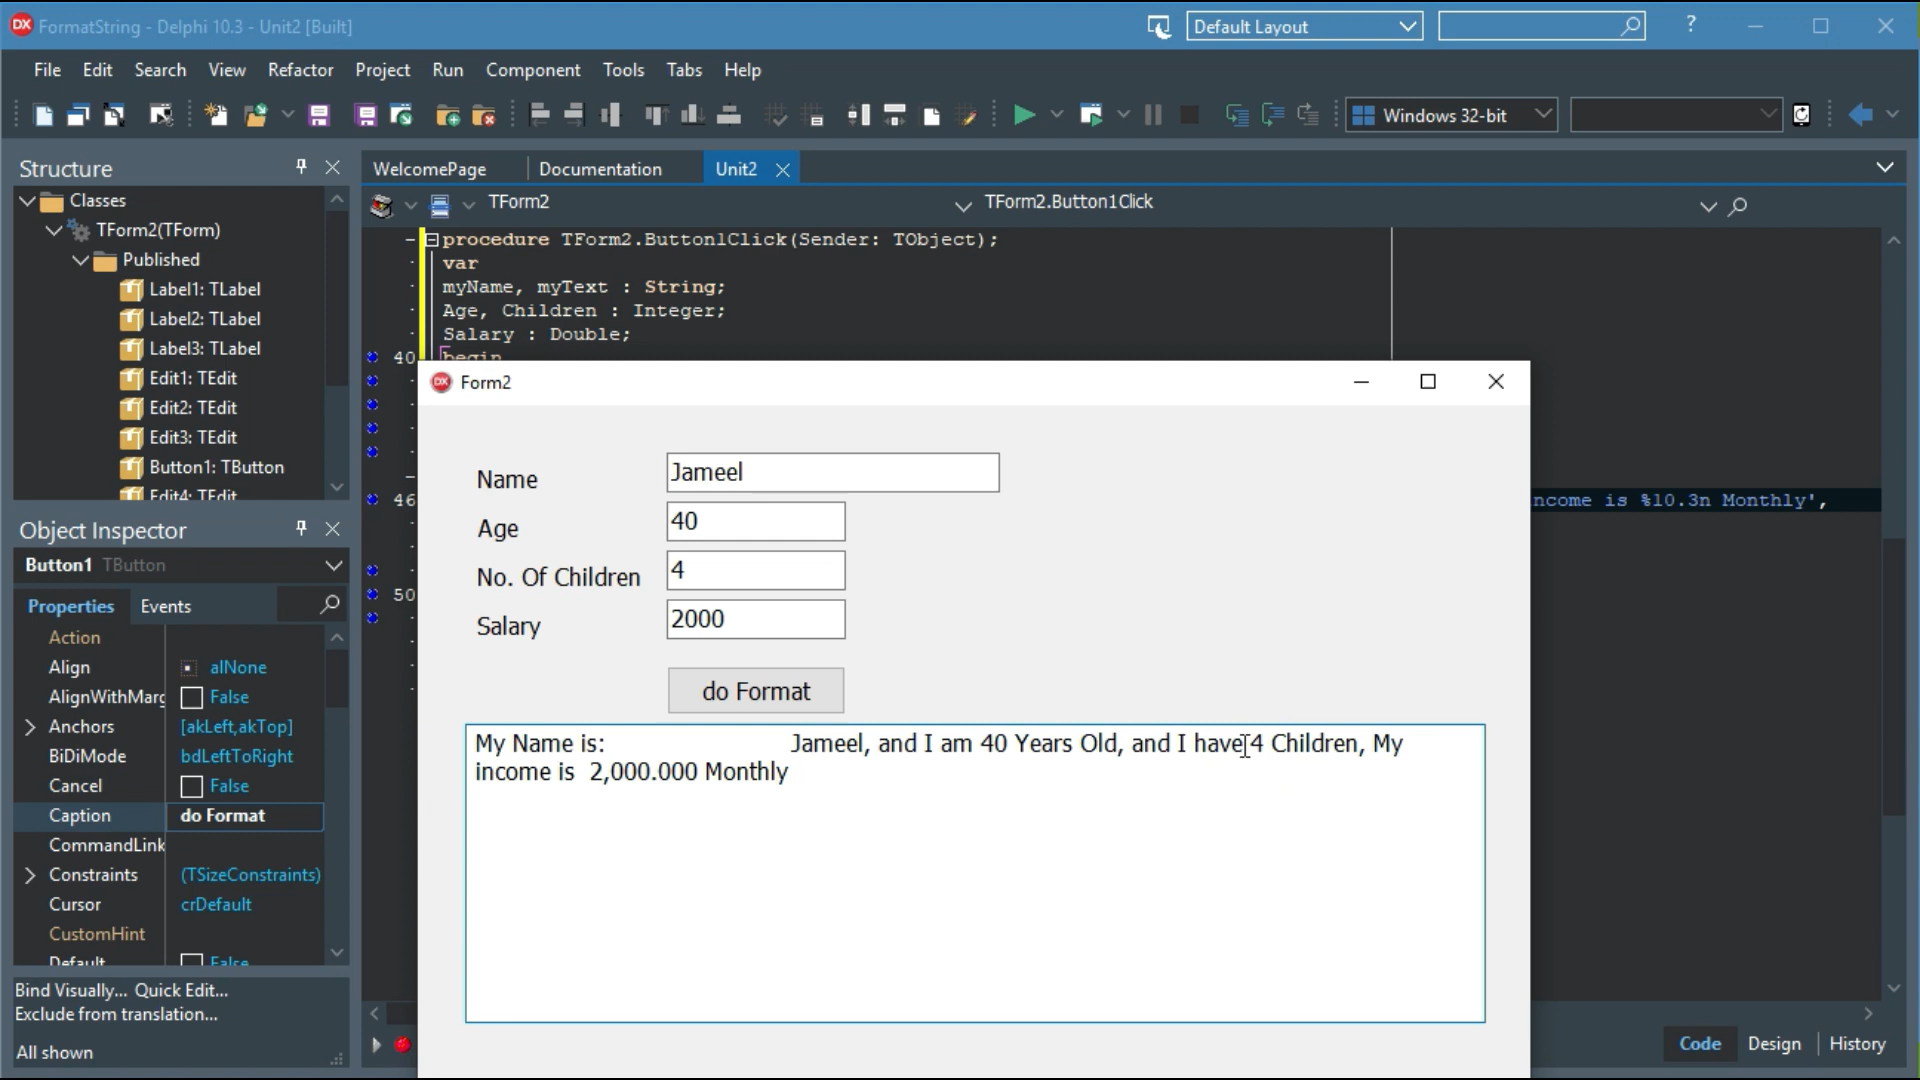 FormatString - Delphi 10.3 - Unit2 [Built]
Default Layout
?
File Edit Search View Refactor Project Run Component Tools Tabs Help
Windows 32-bit
Structure
Classes
TForm2(TForm)
Published
Label1: TLabel
Label2: TLabel
Label3: TLabel
Edit1: TEdit
Edit2: TEdit
Edit3: TEdit
Button1: TButton
Edit4: TEdit
Object Inspector
Button1 TButton
Properties Events
Action
Align alNone
AlignWithMarg False
Anchors [akLeft,akTop]
BiDiMode bdLeftToRight
Cancel False
Caption do Format
CommandLink
Constraints (TSizeConstraints)
Cursor crDefault
CustomHint
Default False
Bind Visually... Quick Edit...
Exclude from translation...
All shown
WelcomePage Documentation Unit2
TForm2 TForm2.Button1Click
procedure TForm2.Button1Click(Sender: TObject);
var
myName, myText : String;
Age, Children : Integer;
Salary : Double;
40 begin
46 ncome is %10.3n Monthly',
50
Form2
Name Jameel
Age 40
No. Of Children 4
Salary 2000
do Format
My Name is: Jameel, and I am 40 Years Old, and I have 4 Children, My
income is 2,000.000 Monthly
Code Design History